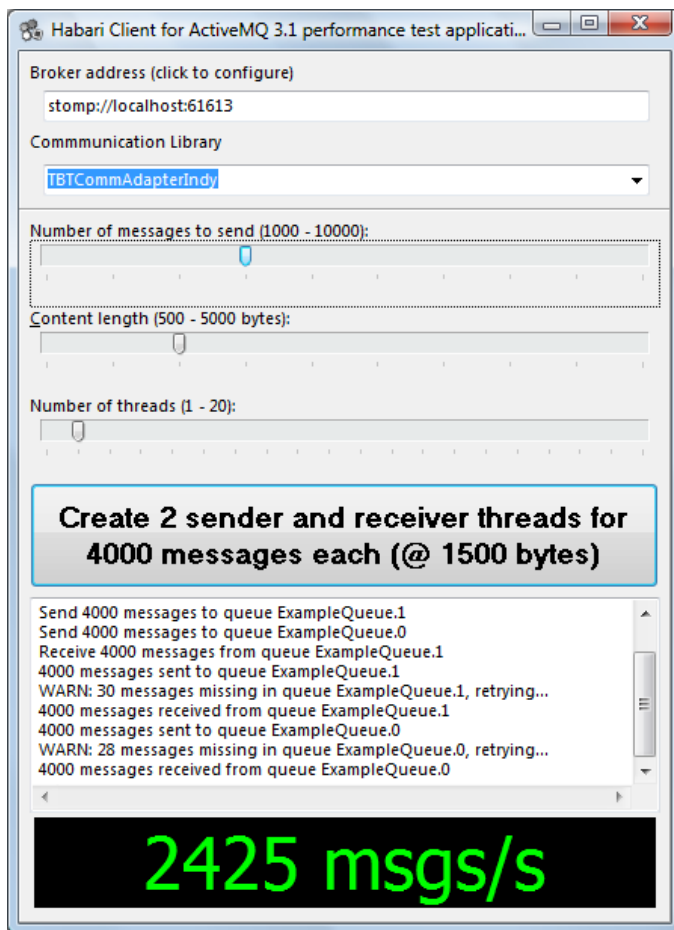 Habari Client for ActiveMQ 3.1 performance test applicati...
Broker address (click to configure)
stomp://localhost:61613
Commmunication Library
TBTCommAdapterIndy
Number of messages to send (1000 - 10000):
Content length (500 - 5000 bytes):
Number of threads (1 - 20):
Create 2 sender and receiver threads for
4000 messages each (@ 1500 bytes)
Send 4000 messages to queue ExampleQueue.1
Send 4000 messages to queue ExampleQueue.0
Receive 4000 messages from queue ExampleQueue.1
4000 messages sent to queue ExampleQueue.1
WARN: 30 messages missing in queue ExampleQueue.1, retrying...
4000 messages received from queue ExampleQueue.1
4000 messages sent to queue ExampleQueue.0
WARN: 28 messages missing in queue ExampleQueue.0, retrying...
4000 messages received from queue ExampleQueue.0
2425 msgs/s